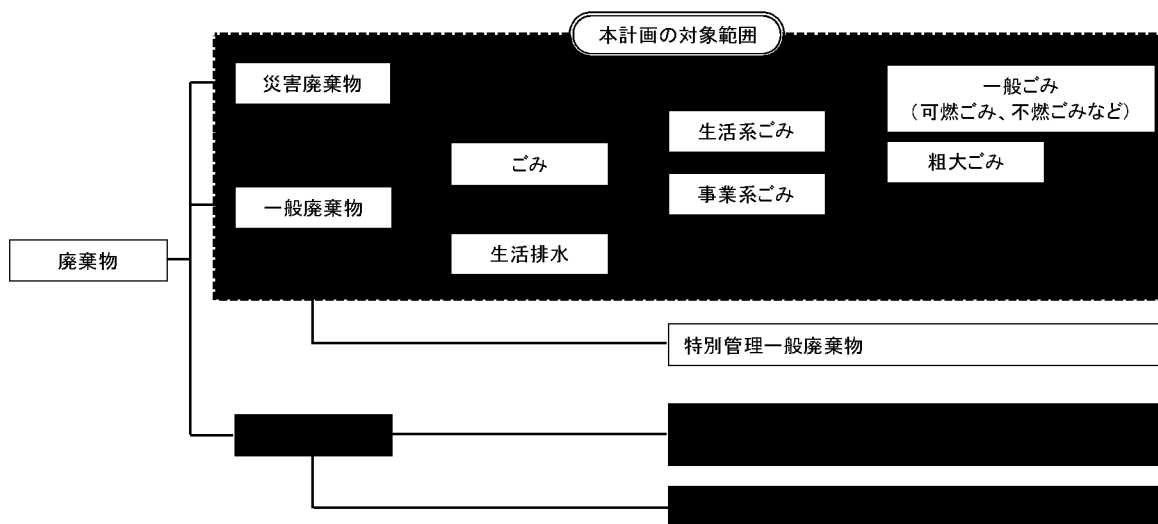 本計画の対象範囲
災害廃棄物
一般ごみ
（可燃ごみ、不燃ごみなど）
生活系ごみ
ごみ
粗大ごみ
事業系ごみ
一般廃棄物
生活排水
廃棄物
特別管理一般廃棄物